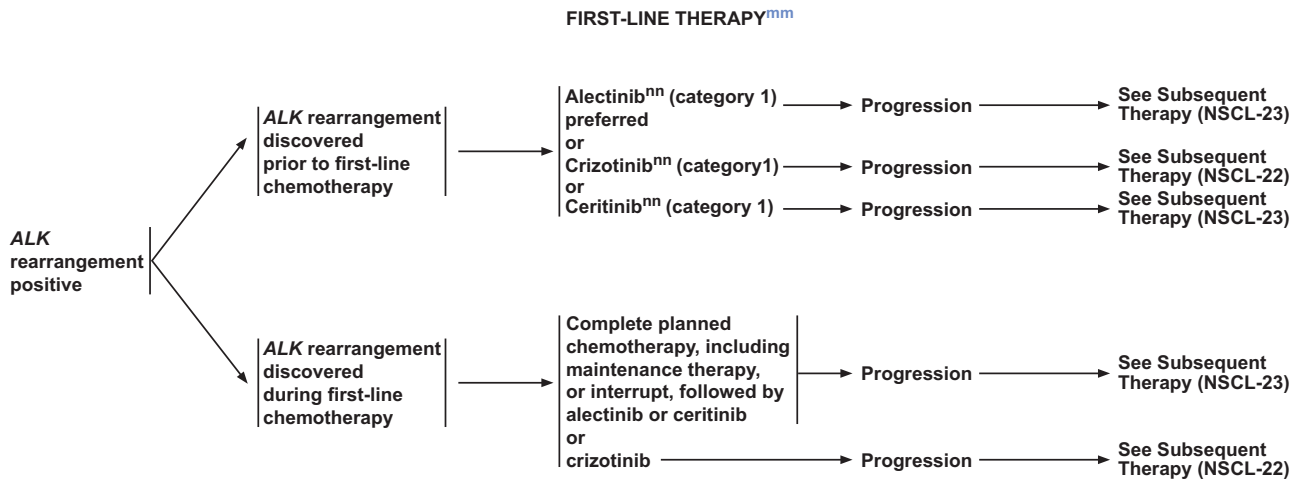 FIRST-LINE THERAPYmm
ALK
rearrangement
positive
ALK rearrangement
discovered
prior to first-line
chemotherapy
Alectinibnn (category 1)
preferred
or
Crizotinibnn (category1)
or
Ceritinibnn (category 1)
Progression
See Subsequent
Therapy (NSCL-23)
Progression
See Subsequent
Therapy (NSCL-22)
Progression
See Subsequent
Therapy (NSCL-23)
ALK rearrangement
discovered
during first-line
chemotherapy
Complete planned
chemotherapy, including
maintenance therapy,
or interrupt, followed by
alectinib or ceritinib
or
crizotinib
Progression
See Subsequent
Therapy (NSCL-23)
Progression
See Subsequent
Therapy (NSCL-22)